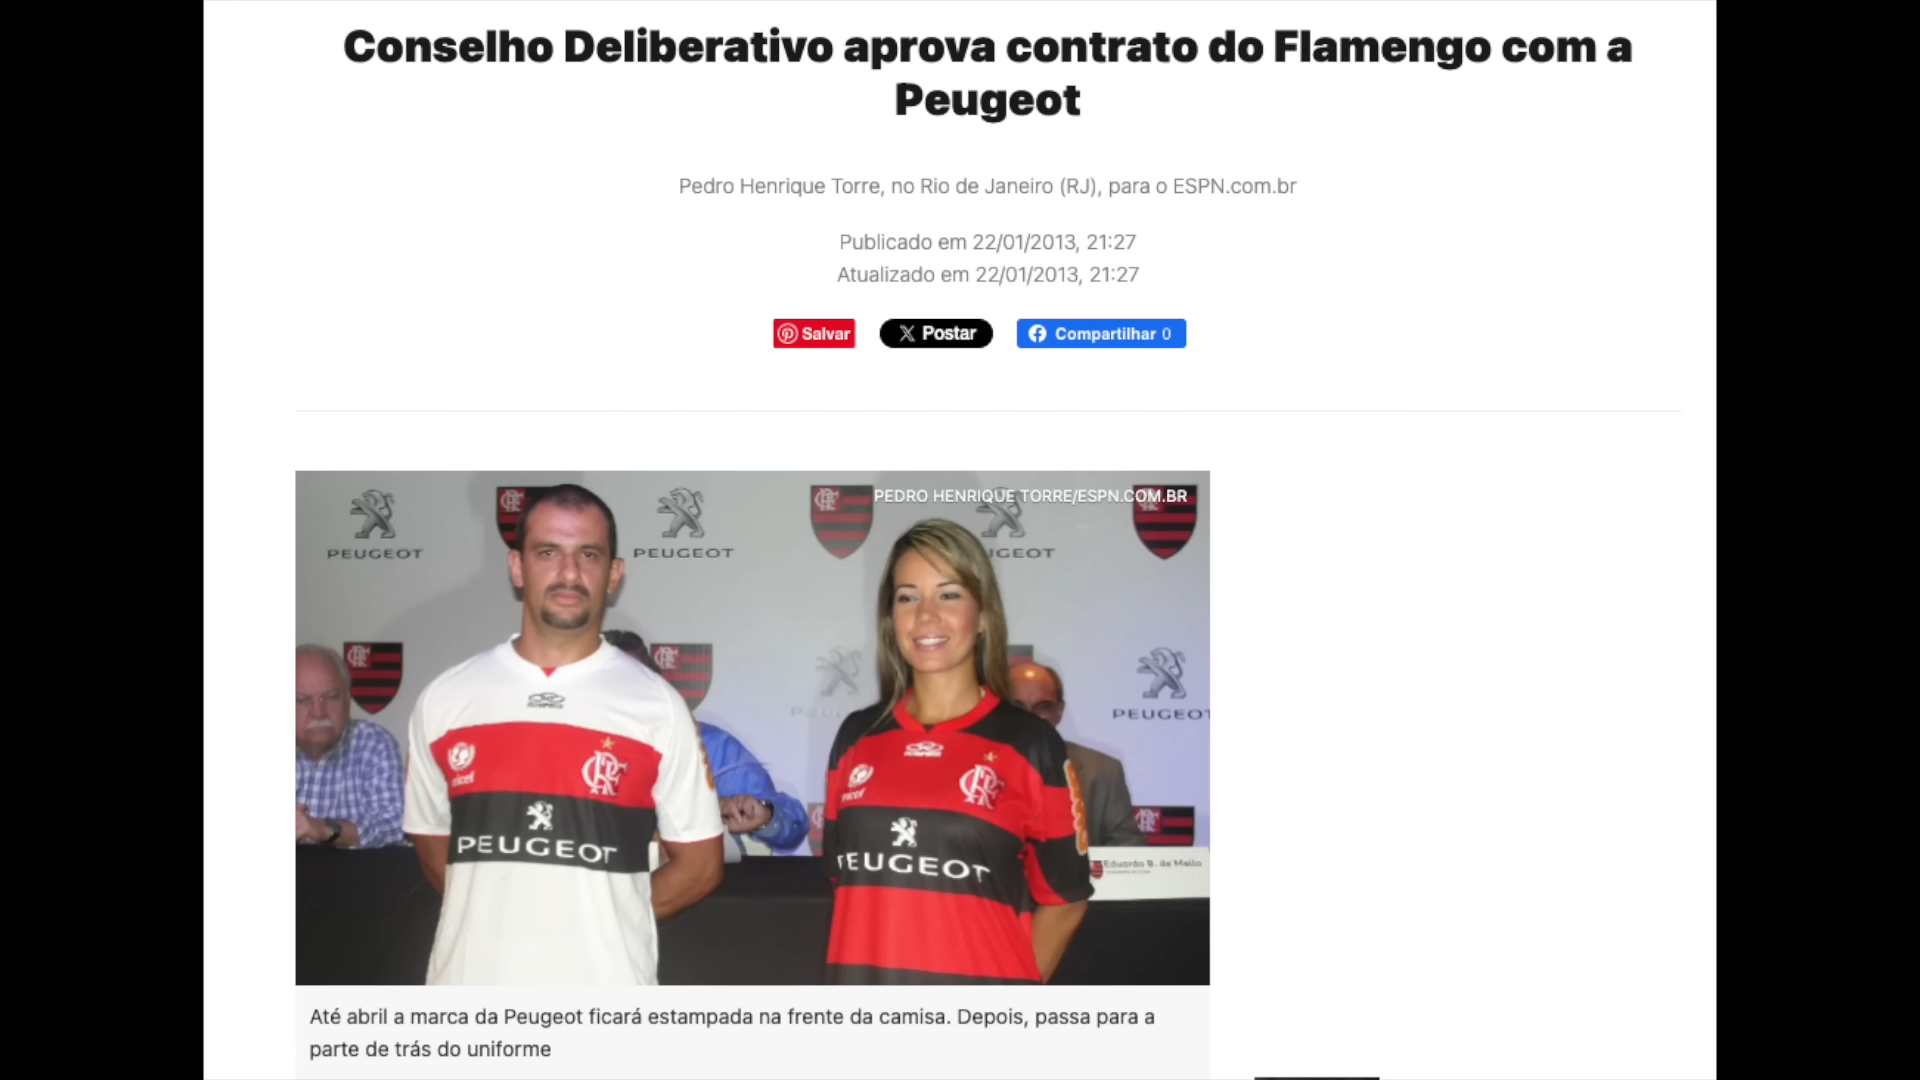 Conselho Deliberativo aprova contrato do Flamengo com a
Peugeot
Pedro Henrique Torre, no Rio de Janeiro (RJ), para o ESPN.com.br
Publicado em 22/01/2013, 21:27
Atualizado em 22/01/2013, 21:27
Salvar
Postar
Compartilhar 0
PEDRO HENRIQUE TORRE/ESPN.COM.BR
PEUGEOT
PEUGEOT
PEUGEOT
PEUGEOT
PEUGEOT
Eduardo B. de Mello
Até abril a marca da Peugeot ficará estampada na frente da camisa. Depois, passa para a
parte de trás do uniforme